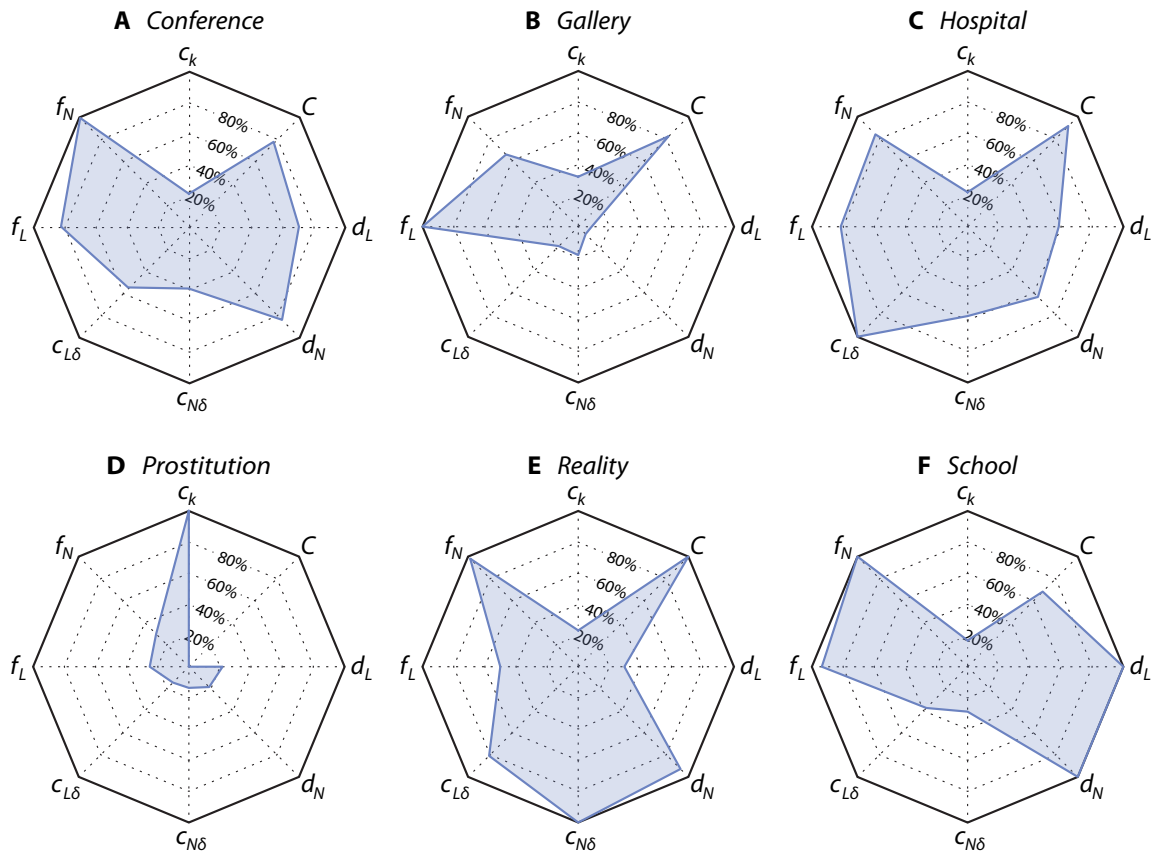 A Conference
c_k
C
d_L
d_N
c_Nδ
c_Lδ
f_L
f_N
80%
60%
40%
20%
B Gallery
c_k
C
d_L
d_N
c_Nδ
c_Lδ
f_L
f_N
80%
60%
40%
20%
C Hospital
c_k
C
d_L
d_N
c_Nδ
c_Lδ
f_L
f_N
80%
60%
40%
20%
D Prostitution
c_k
C
d_L
d_N
c_Nδ
c_Lδ
f_L
f_N
80%
60%
40%
20%
E Reality
c_k
C
d_L
d_N
c_Nδ
c_Lδ
f_L
f_N
80%
60%
40%
20%
F School
c_k
C
d_L
d_N
c_Nδ
c_Lδ
f_L
f_N
80%
60%
40%
20%